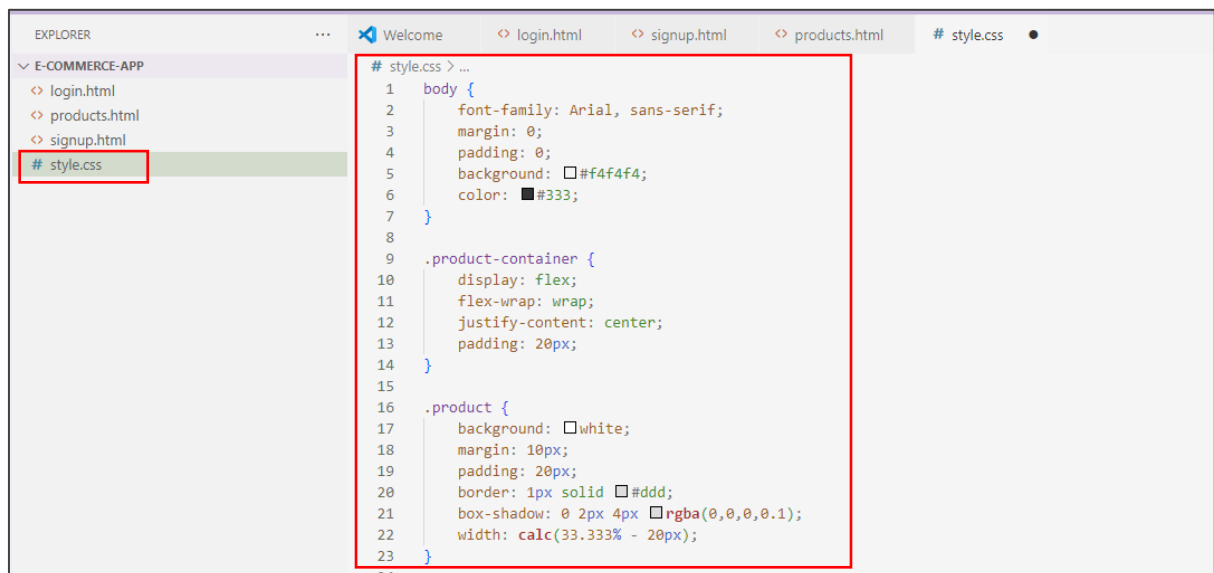 EXPLORER
...
Welcome
login.html
signup.html
products.html
# style.css
E-COMMERCE-APP
login.html
products.html
signup.html
# style.css
# style.css > ...
1 body {
2 font-family: Arial, sans-serif;
3 margin: 0;
4 padding: 0;
5 background: #f4f4f4;
6 color: #333;
7 }
8
9 .product-container {
10 display: flex;
11 flex-wrap: wrap;
12 justify-content: center;
13 padding: 20px;
14 }
15
16 .product {
17 background: white;
18 margin: 10px;
19 padding: 20px;
20 border: 1px solid #ddd;
21 box-shadow: 0 2px 4px rgba(0,0,0,0.1);
22 width: calc(33.333% - 20px);
23 }